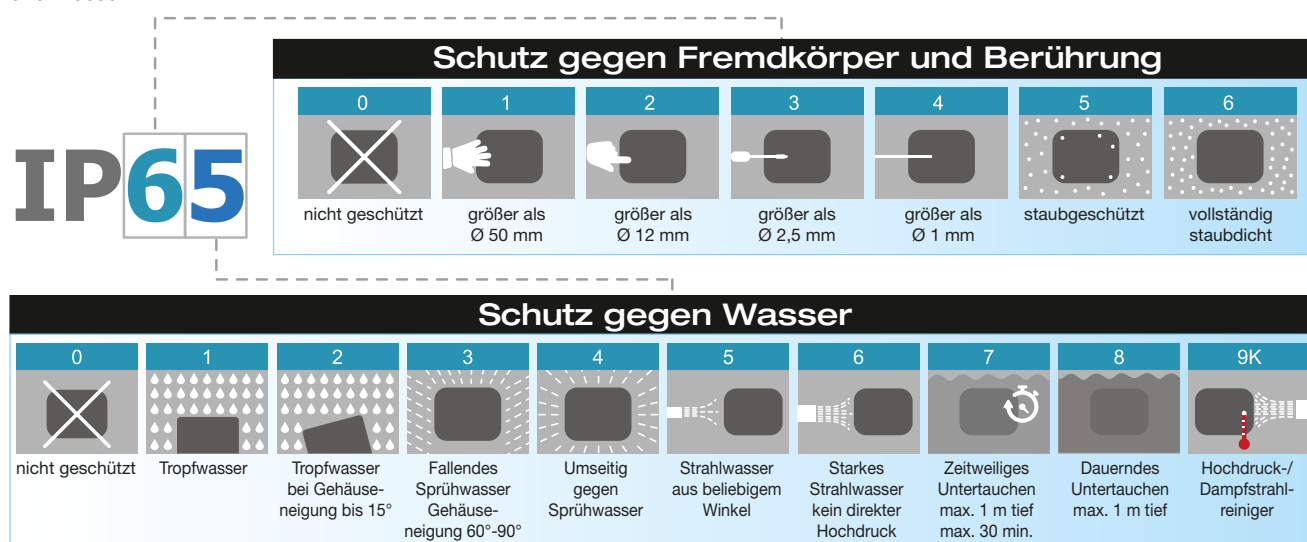 Schutz gegen Fremdkörper und Berührung
0 1 2 3 4 5 6
IP65
nicht geschützt größer als größer als größer als größer als staubgeschützt vollständig
Ø 50 mm Ø 12 mm Ø 2,5 mm Ø 1 mm staubdicht
Schutz gegen Wasser
0 1 2 3 4 5 6 7 8 9K
nicht geschützt Tropfwasser Tropfwasser Fallendes Umseitig Strahlwasser Starkes Zeitweiliges Dauerndes Hochdruck-/
bei Gehäuse- Sprühwasser gegen aus beliebigem Strahlwasser Untertauchen Untertauchen Dampfstrahl-
neigung bis 15° Gehäuse- Sprühwasser Winkel kein direkter max. 1 m tief max. 1 m tief reiniger
neigung 60°-90° Hochdruck max. 30 min.